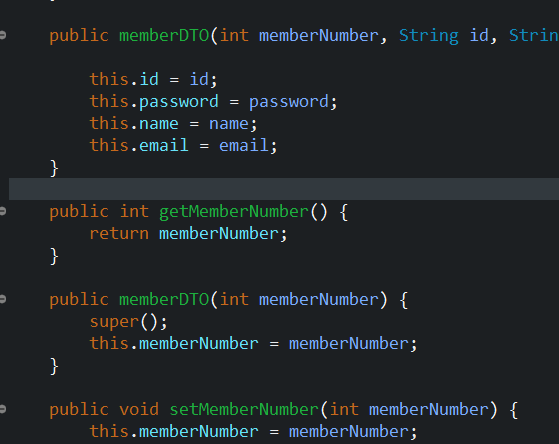 public memberDTO(int memberNumber, String id, Strin
this.id = id;
this.password = password;
this.name = name;
this.email = email;
}
public int getMemberNumber() {
return memberNumber;
}
public memberDTO(int memberNumber) {
super();
this.memberNumber = memberNumber;
}
public void setMemberNumber(int memberNumber) {
this.memberNumber = memberNumber;